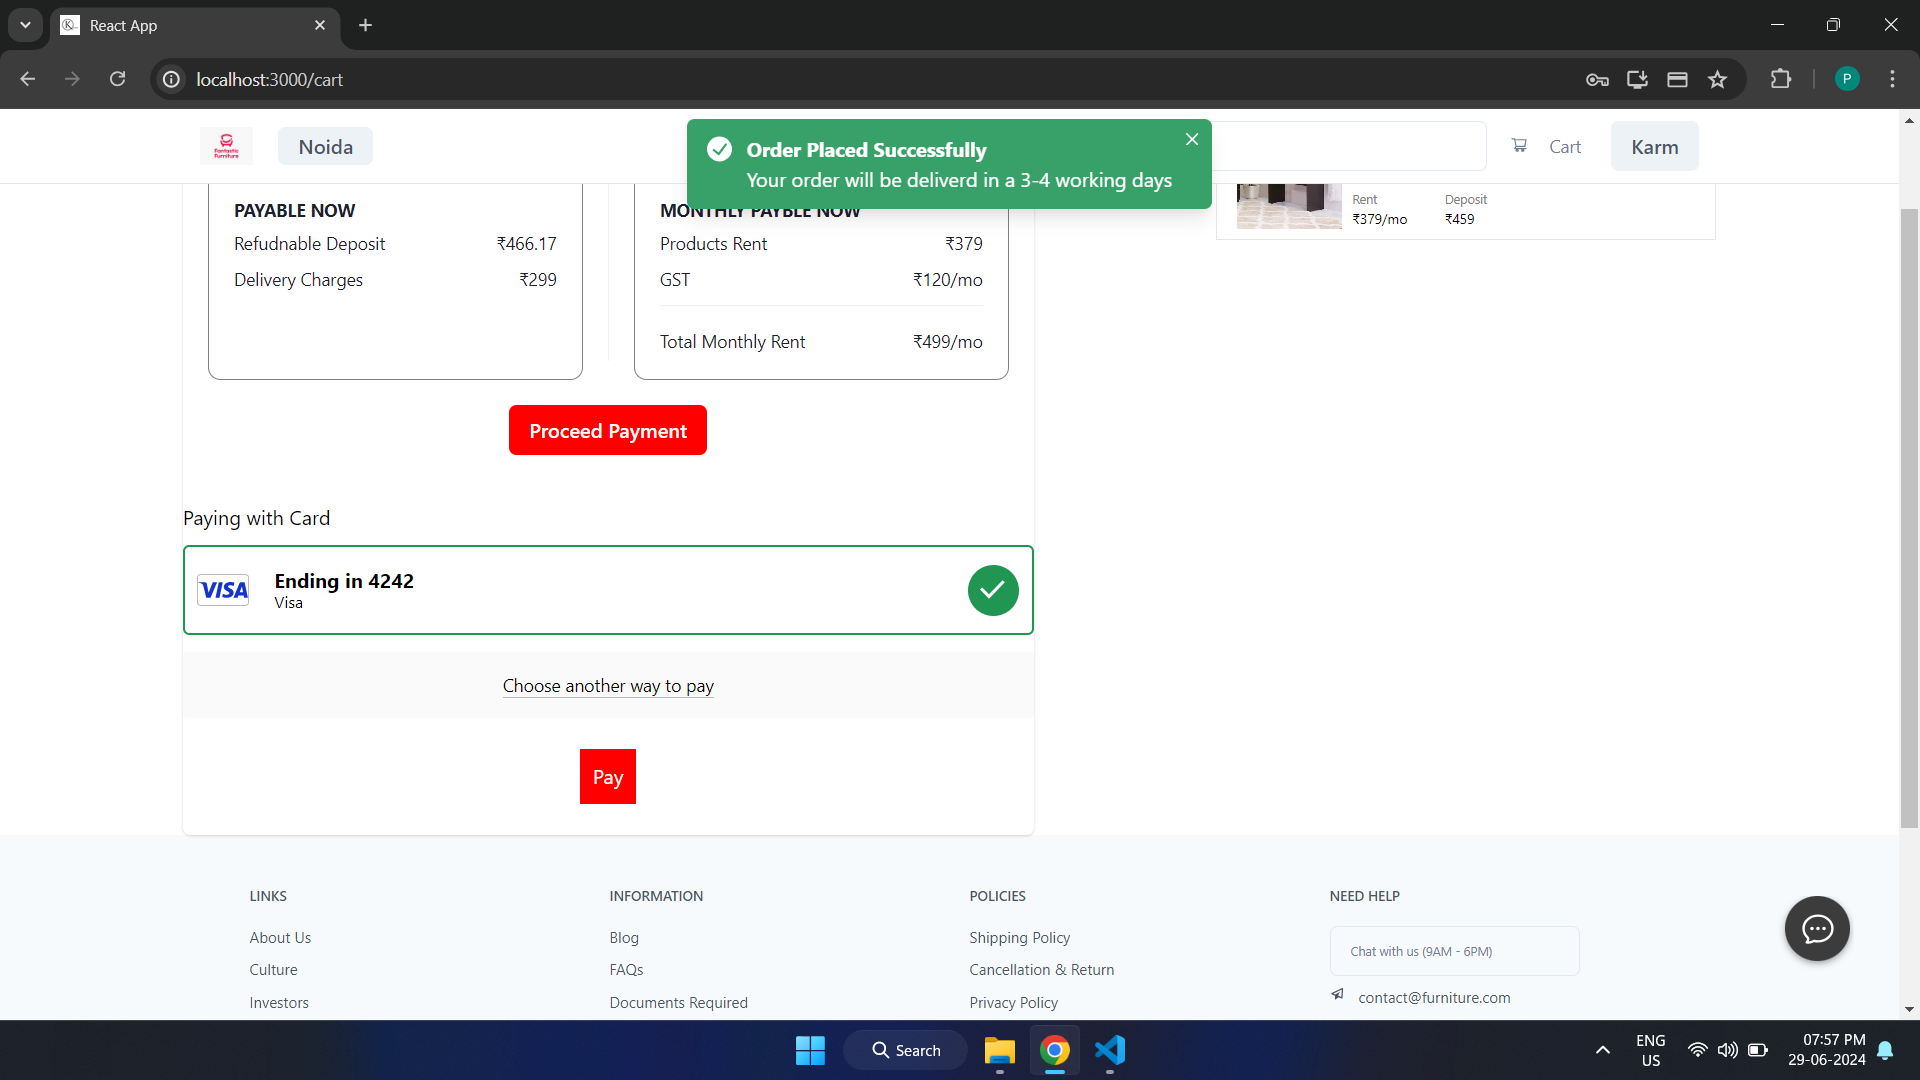 React App
localhost:3000/cart
P
Fantastic
Furniture
Noida
Order Placed Successfully
Your order will be deliverd in a 3-4 working days
Cart
Karm
PAYABLE NOW
Refudnable Deposit ₹466.17
Delivery Charges ₹299
MONTHLY PAYBLE NOW
Products Rent ₹379
GST ₹120/mo
Total Monthly Rent ₹499/mo
Rent Deposit
₹379/mo ₹459
Proceed Payment
Paying with Card
VISA
Ending in 4242
Visa
Choose another way to pay
Pay
LINKS
About Us
Culture
Investors
INFORMATION
Blog
FAQs
Documents Required
POLICIES
Shipping Policy
Cancellation & Return
Privacy Policy
NEED HELP
Chat with us (9AM - 6PM)
contact@furniture.com
Search
ENG
US
07:57 PM
29-06-2024